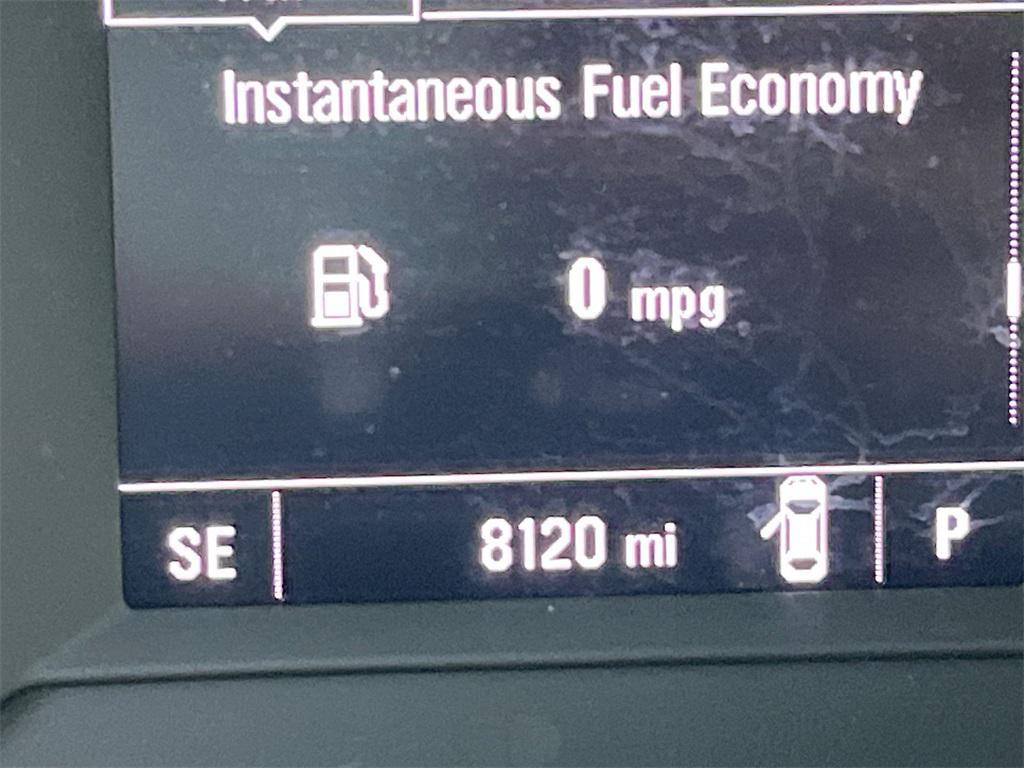 Instantaneous Fuel Economy
0 mpg
SE 8120 mi P